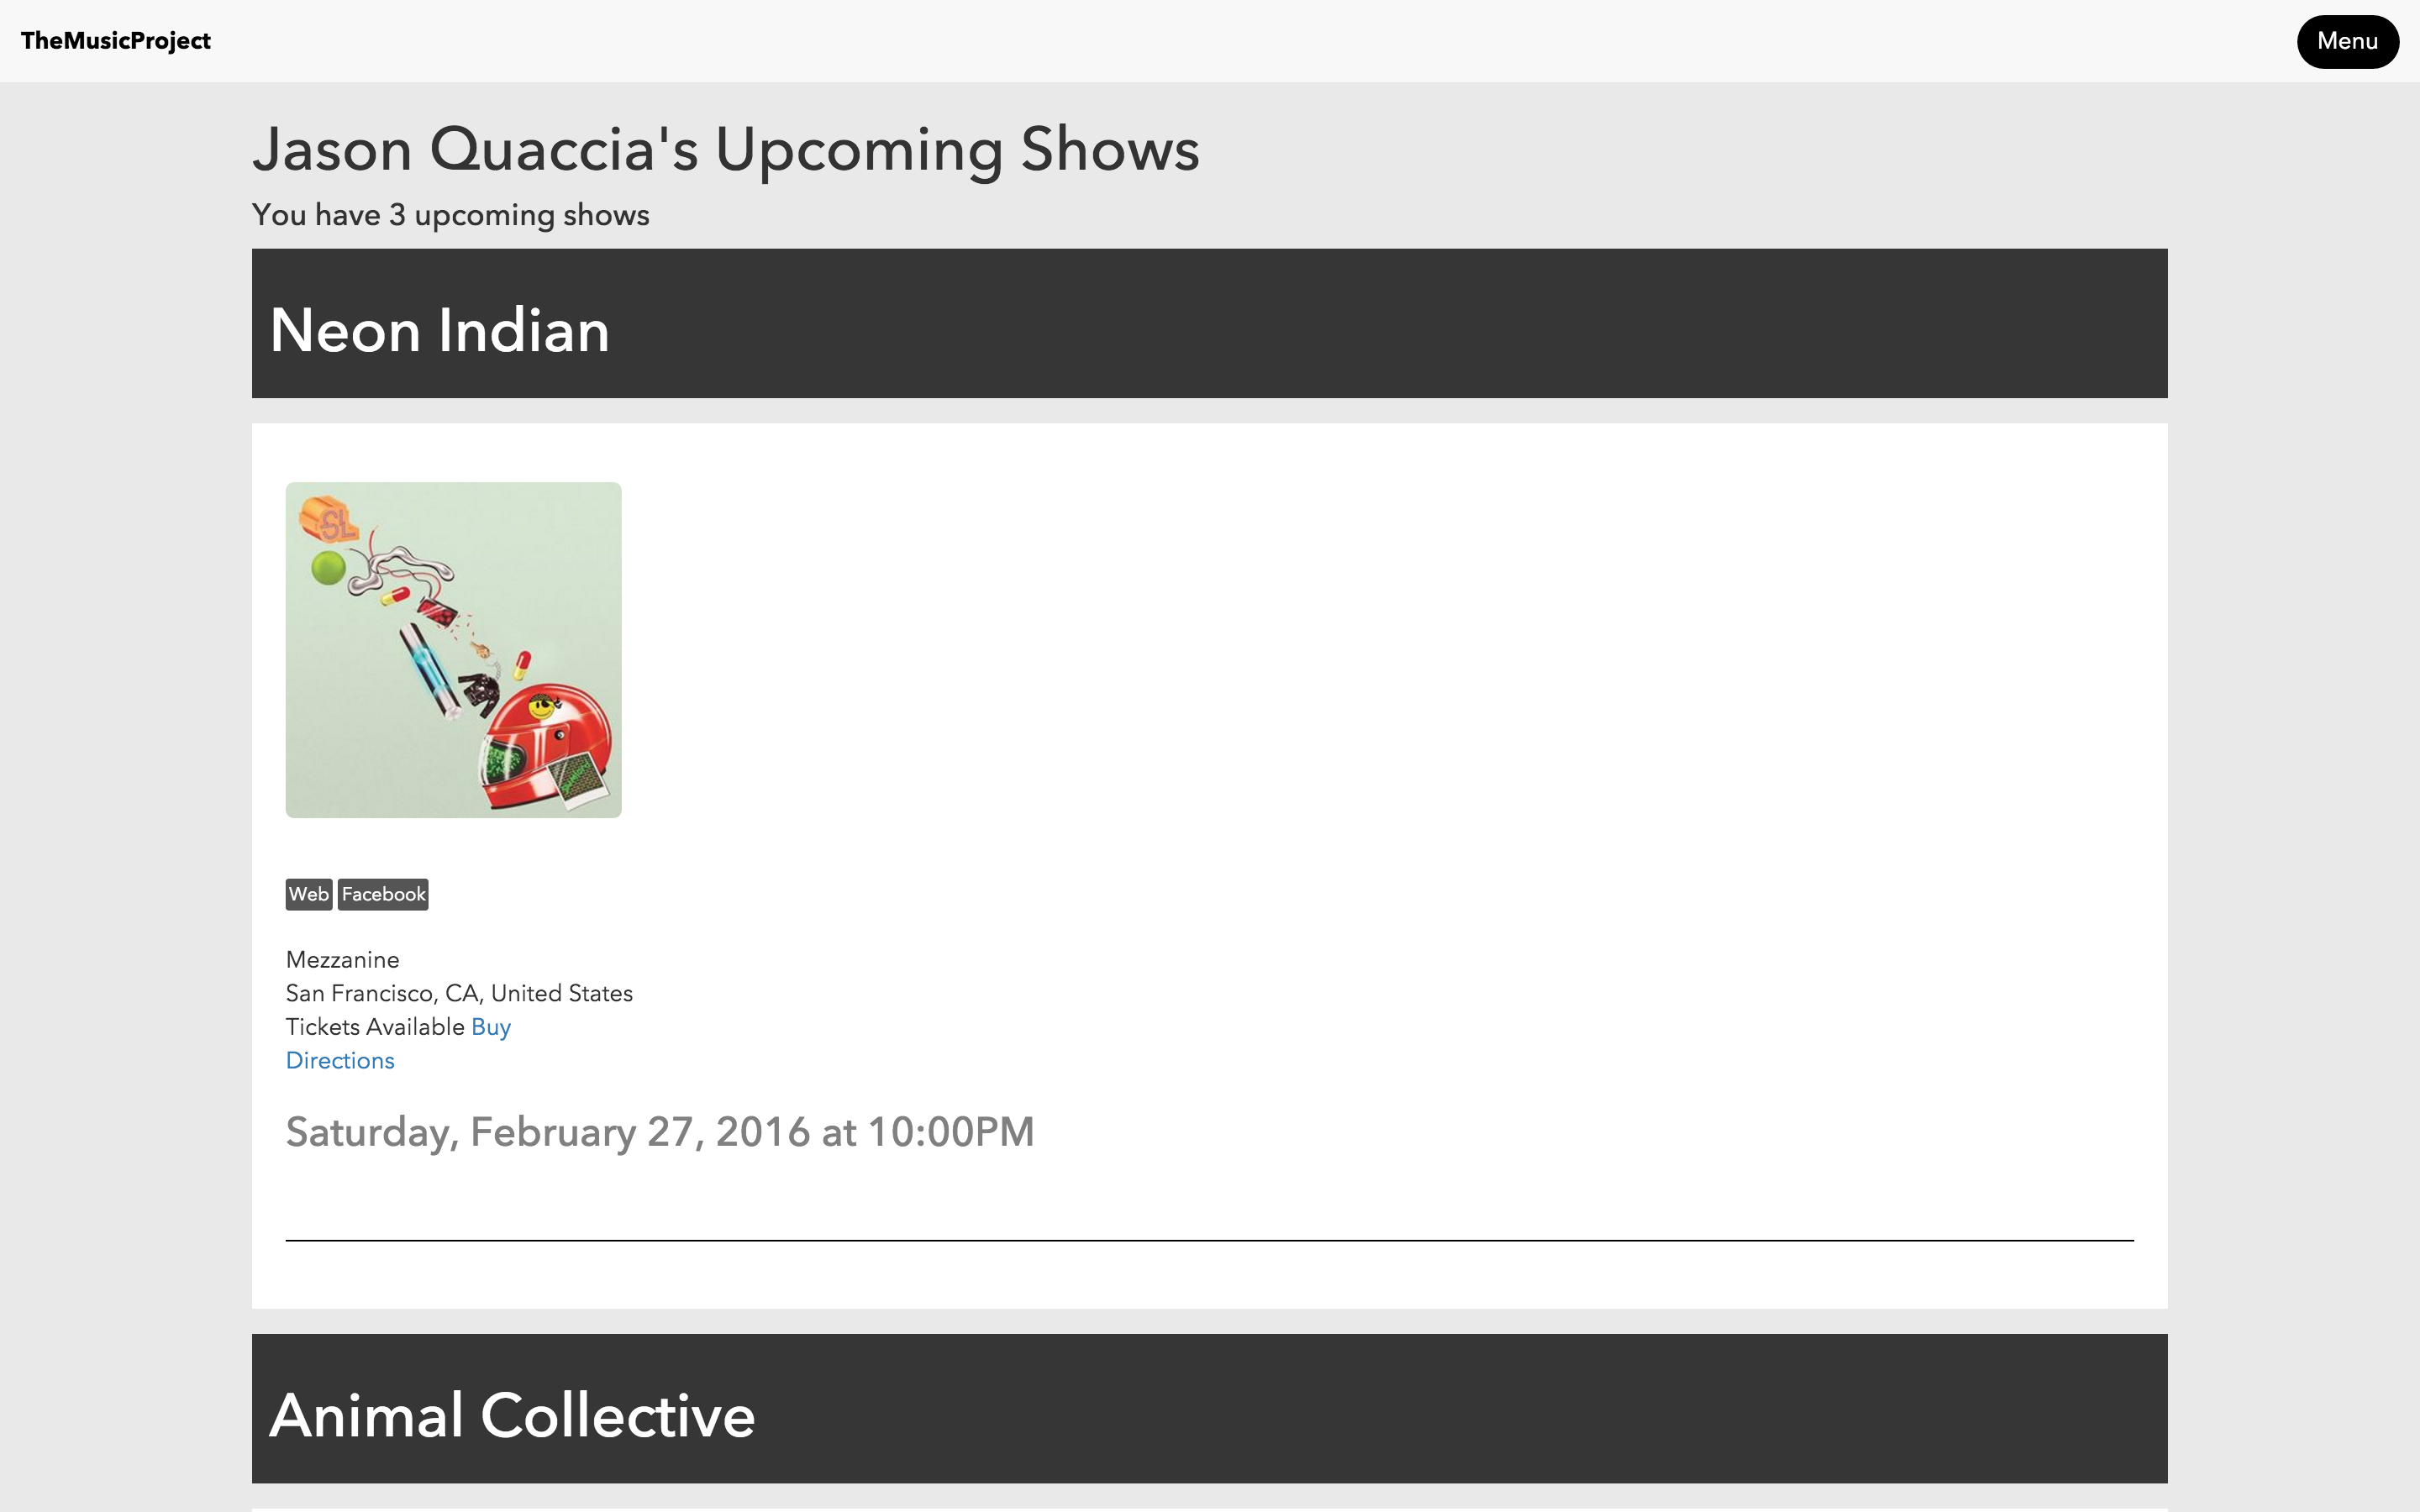 TheMusicProject
Menu
Jason Quaccia's Upcoming Shows
You have 3 upcoming shows
Neon Indian
SL
Web Facebook
Mezzanine
San Francisco, CA, United States
Tickets Available Buy
Directions
Saturday, February 27, 2016 at 10:00PM
Animal Collective